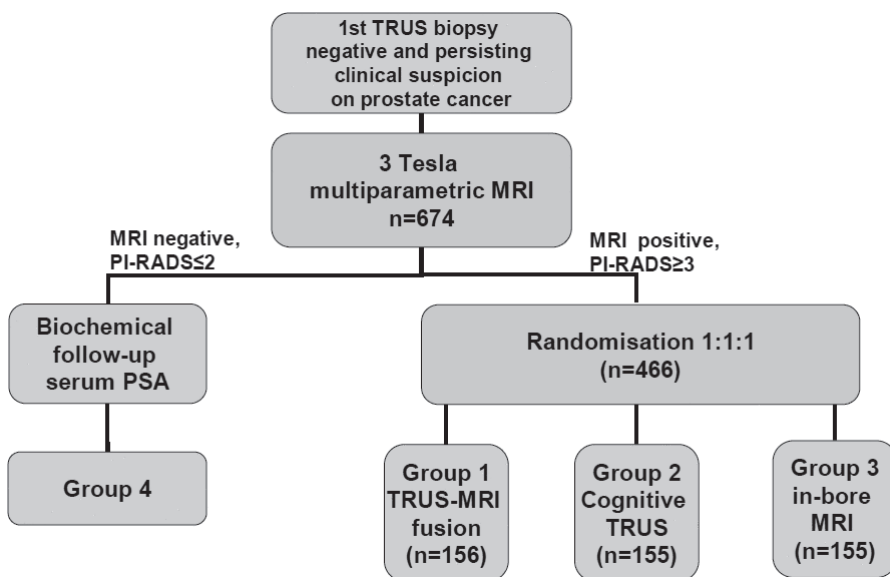 1st TRUS biopsy
negative and persisting
clinical suspicion
on prostate cancer
3 Tesla
multiparametric MRI
n=674
MRI negative,
PI-RADS≤2
MRI positive,
PI-RADS≥3
Biochemical
follow-up
serum PSA
Randomisation 1:1:1
(n=466)
Group 4
Group 1
TRUS-MRI
fusion
(n=156)
Group 2
Cognitive
TRUS
(n=155)
Group 3
in-bore
MRI
(n=155)